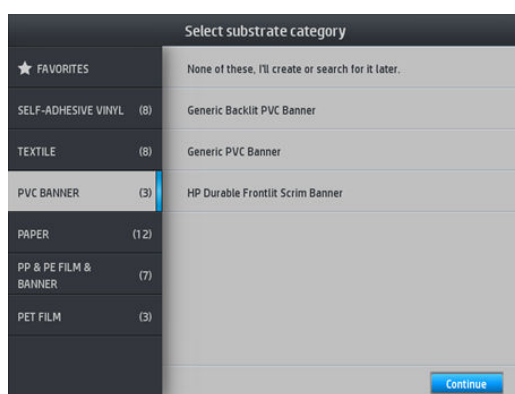 Select substrate category
FAVORITES
SELF-ADHESIVE VINYL (8)
TEXTILE (8)
PVC BANNER (3)
PAPER (12)
PP & PE FILM &
BANNER (7)
PET FILM (3)
None of these, I'll create or search for it later.
Generic Backlit PVC Banner
Generic PVC Banner
HP Durable Frontlit Scrim Banner
Continue